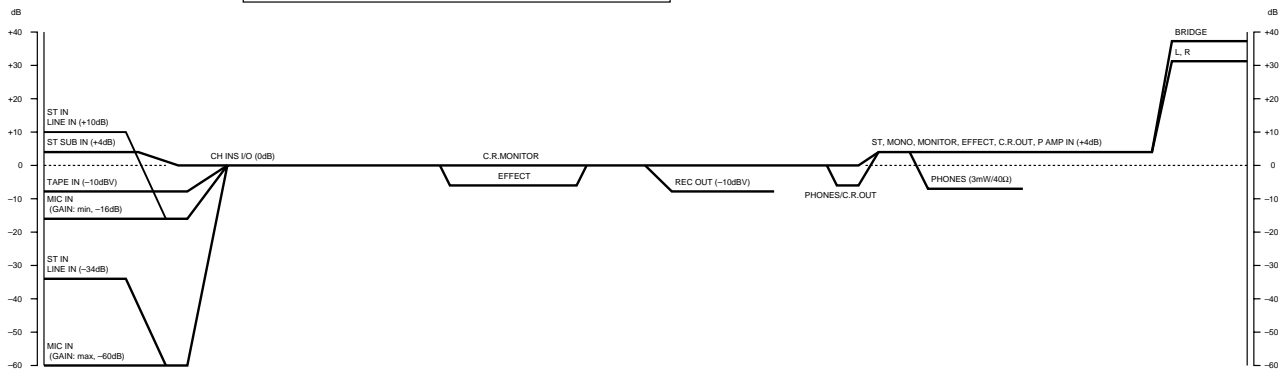 dB
dB
+40
+30
+20
+10
0
–10
–20
–30
–40
–50
–60
ST IN
LINE IN (+10dB)
ST SUB IN (+4dB)
TAPE IN (–10dBV)
MIC IN
(GAIN: min, –16dB)
ST IN
LINE IN (–34dB)
MIC IN
(GAIN: max, –60dB)
CH INS I/O (0dB)
C.R.MONITOR
EFFECT
REC OUT (–10dBV)
PHONES/C.R.OUT
ST, MONO, MONITOR, EFFECT, C.R.OUT, P AMP IN (+4dB)
PHONES (3mW/40Ω)
BRIDGE
L, R
+40
+30
+20
+10
0
–10
–20
–30
–40
–50
–60